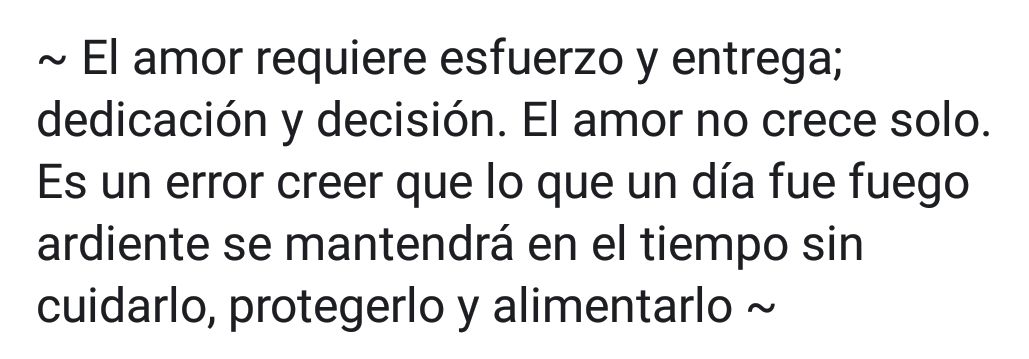 ~ El amor requiere esfuerzo y entrega;
dedicación y decisión. El amor no crece solo.
Es un error creer que lo que un día fue fuego
ardiente se mantendrá en el tiempo sin
cuidarlo, protegerlo y alimentarlo ~